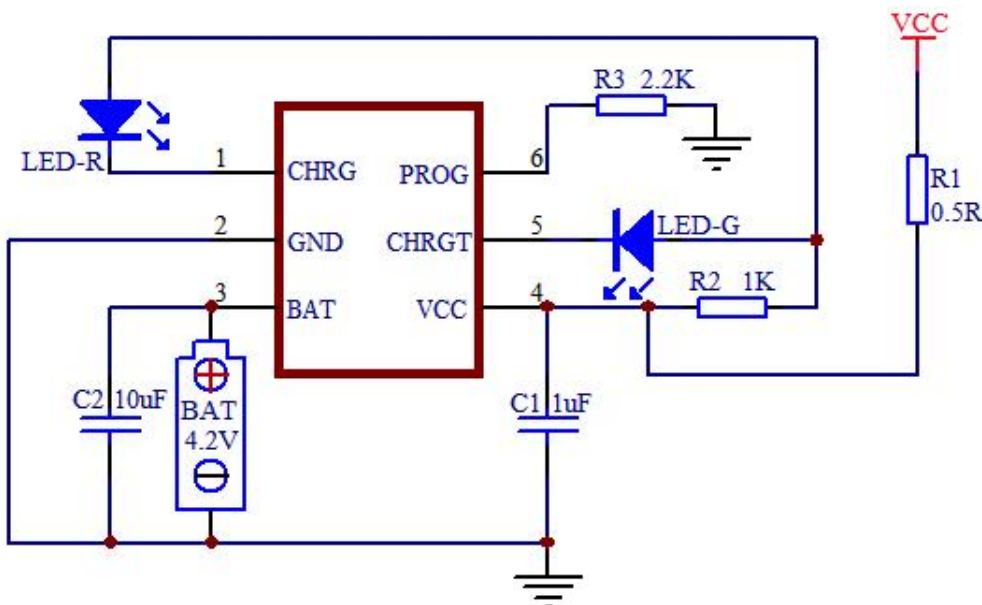 VCC
R3 2.2K
LED-R
1
CHRG
PROG
6
R1
0.5R
2
GND
CHRGT
5
LED-G
3
BAT
VCC
4
R2 1K
C2 10uF
BAT
4.2V
C1 1uF